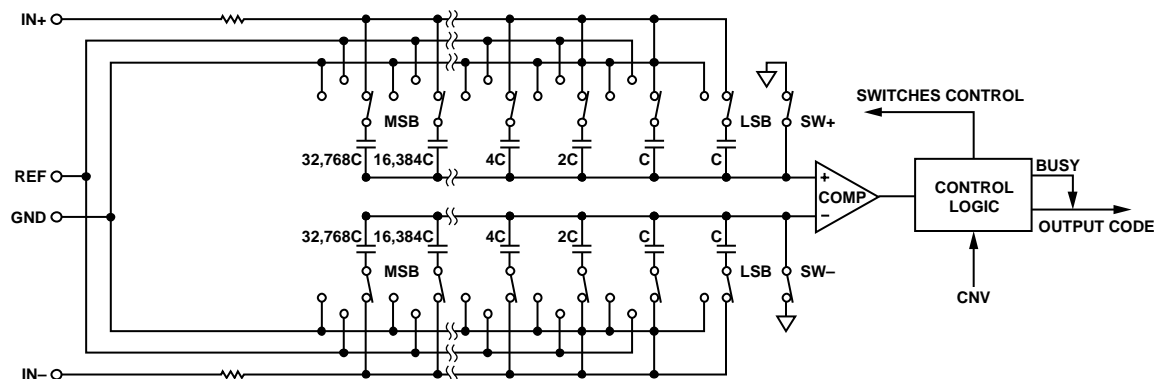 IN+
SWITCHES CONTROL
MSB
LSB SW+
32,768C 16,384C 4C 2C C C
BUSY
REF
+
COMP
–
CONTROL
LOGIC
GND
OUTPUT CODE
32,768C 16,384C 4C 2C C C
MSB
LSB SW–
CNV
IN–